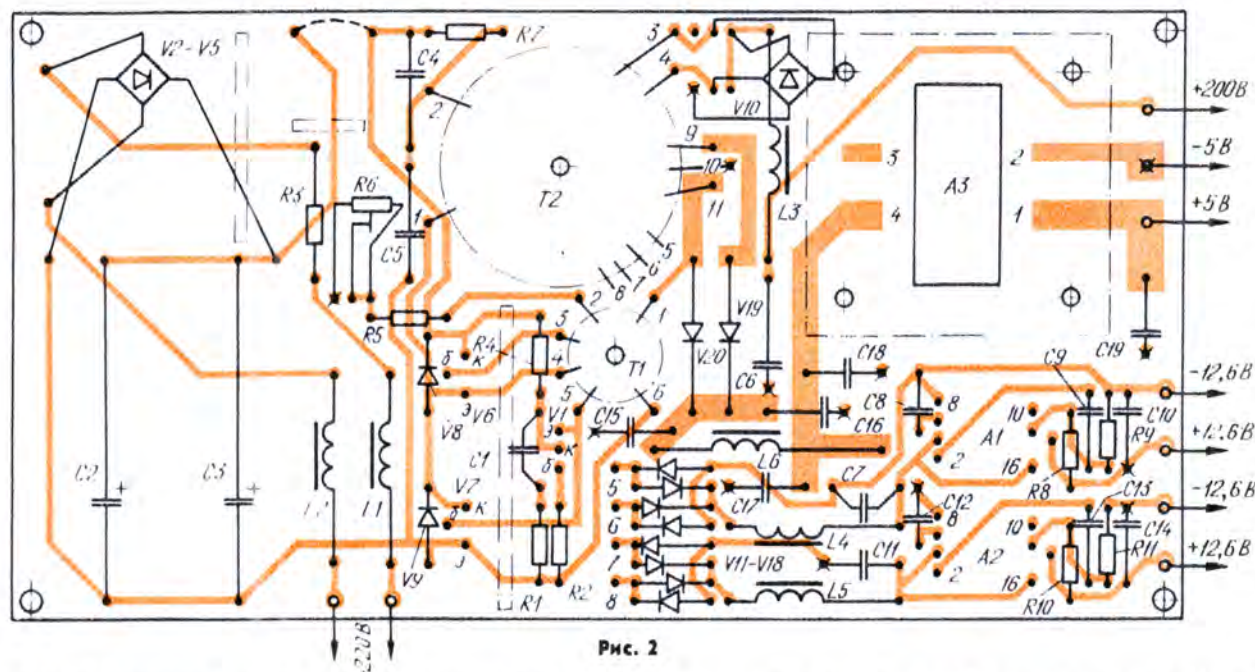 V2-V5
C4
R7
3
4
2
V10
+200В
9
10
11
3
2
-5В
A3
R3
R6
T2
L3
4
1
+5В
1
C5
5
6
7
8
2
1
V19
R5
3
R4
б
к
4
T1
V20
C6
C18
C19
C9
-12,6В
э
V6
5
6
V8
V1
C15
C16
C8
8
10
A1
C10
C2
C3
C1
э
к
б
2
R9
+12,6В
L2
L1
V7
к
б
5
L6
C7
16
R8
C17
C12
C13
-12,6В
6
8
10
C14
L4
V9
э
7
V11-V18
C11
2
A2
R11
+12,6В
R1
R2
8
L5
16
R10
220В
Рис. 2